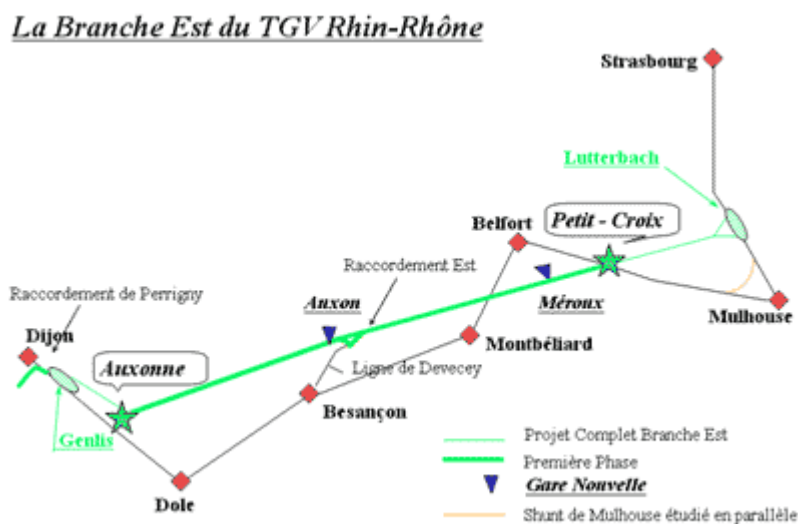 La Branche Est du TGV Rhin-Rhône
Strasbourg
Lutterbach
Petit - Croix
Belfort
Raccordement Est
Raccordement de Perrigny
Auxon
Méroux
Mulhouse
Dijon
Montbéliard
Auxonne
Ligne de Devecey
Besançon
Genlis
Projet Complet Branche Est
Première Phase
Gare Nouvelle
Dole
Shunt de Mulhouse étudié en parallèle